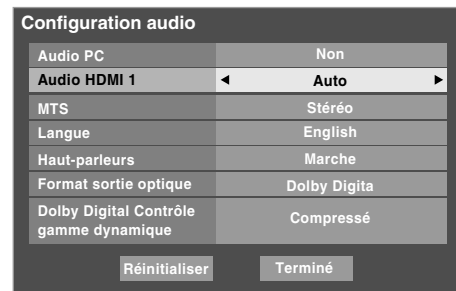 Configuration audio
Audio PC Non
Audio HDMI 1 Auto
MTS Stéréo
Langue English
Haut-parleurs Marche
Format sortie optique Dolby Digita
Dolby Digital Contrôle
gamme dynamique Compressé
Réinitialiser Terminé